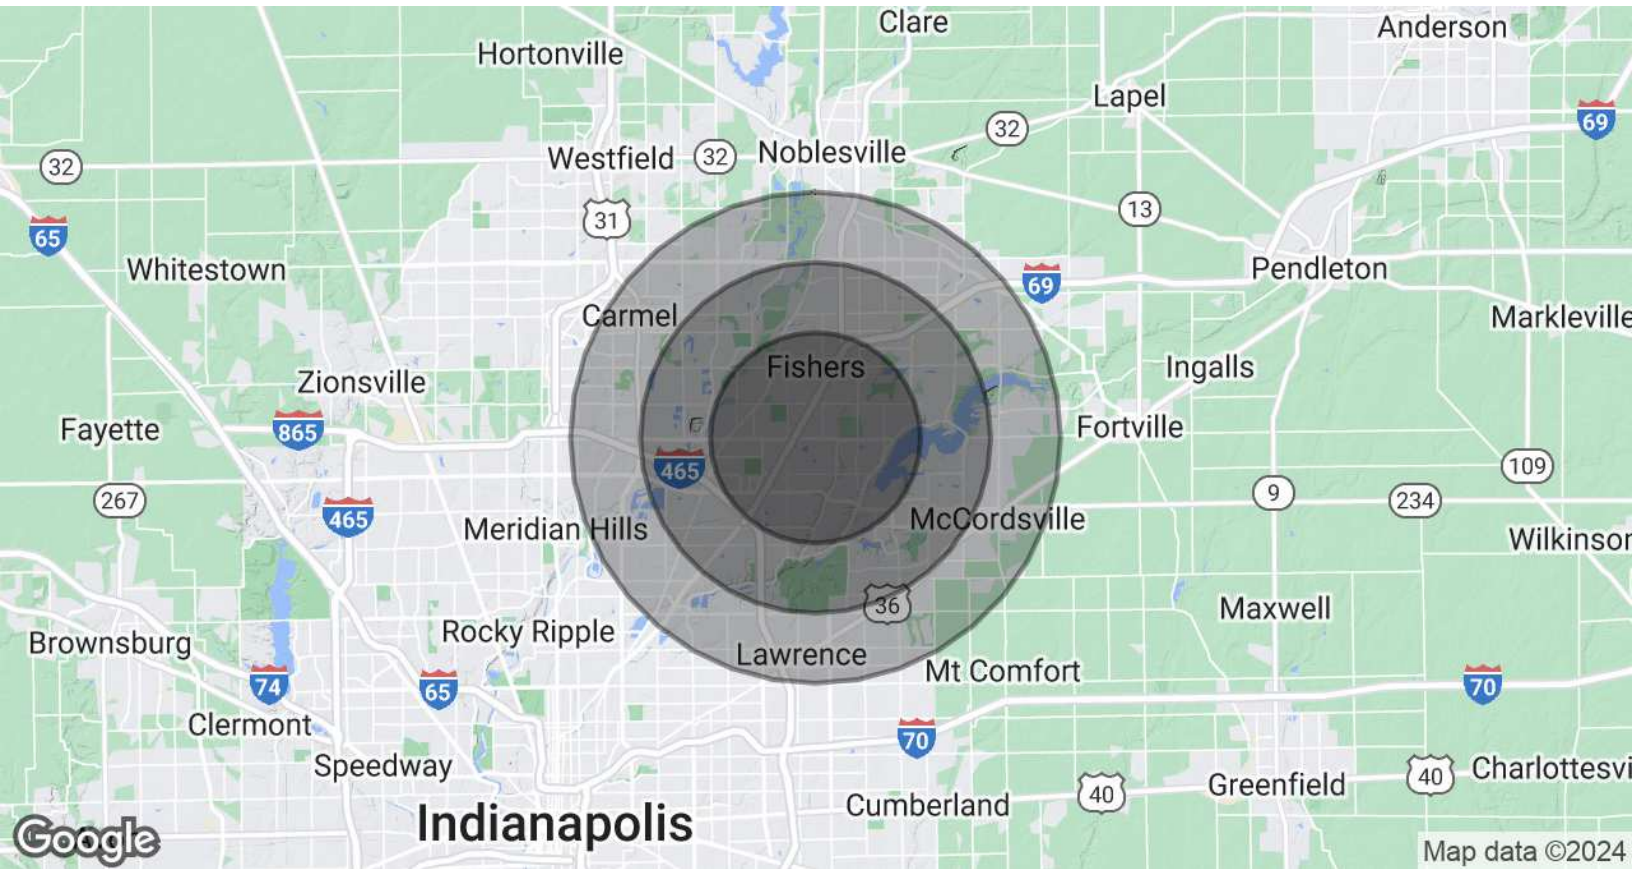 Clare
Anderson
Hortonville
Lapel
69
32
32
Westfield
32
Noblesville
13
31
65
Whitestown
Pendleton
69
Carmel
Markleville
Fishers
Ingalls
Zionsville
Fayette
865
Fortville
465
109
267
9
234
465
McCordsville
Meridian Hills
Wilkinson
36
Maxwell
Rocky Ripple
Brownsburg
Lawrence
Mt Comfort
74
65
70
Clermont
70
Speedway
Charlottesvi
40
Greenfield
40
Cumberland
Indianapolis
Google
Map data ©2024